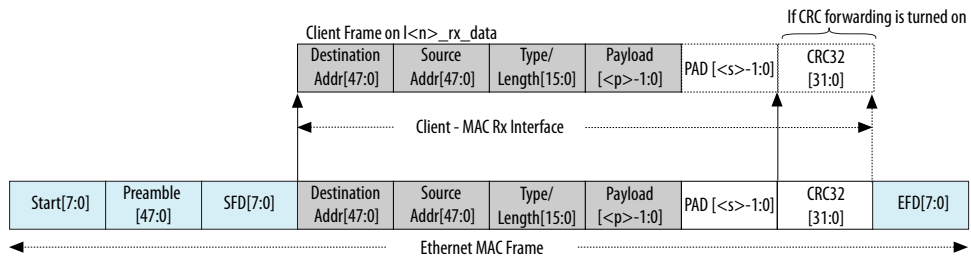 If CRC forwarding is turned on
Client Frame on l<n>_rx_data
Destination Addr[47:0]
Source Addr[47:0]
Type/ Length[15:0]
Payload [<p>-1:0]
PAD [<s>-1:0]
CRC32 [31:0]
Client - MAC Rx Interface
Start[7:0]
Preamble [47:0]
SFD[7:0]
Destination Addr[47:0]
Source Addr[47:0]
Type/ Length[15:0]
Payload [<p>-1:0]
PAD [<s>-1:0]
CRC32 [31:0]
EFD[7:0]
Ethernet MAC Frame